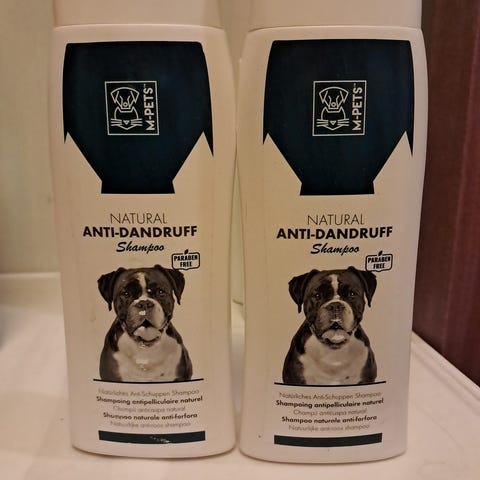 M-PETS™
NATURAL
ANTI-DANDRUFF
Shampoo
PARABEN
FREE
Natürliches Anti-Schuppen Shampoo
Shampoing antipelliculaire naturel
Champú anticaspa natural
Shampoo naturale anti-forfora
Natuurlijke antiroos shampoo
M-PETS™
NATURAL
ANTI-DANDRUFF
Shampoo
PARABEN
FREE
Natürliches Anti-Schuppen Shampoo
Shampoing antipelliculaire naturel
Champú anticaspa natural
Shampoo naturale anti-forfora
Natuurlijke antiroos shampoo